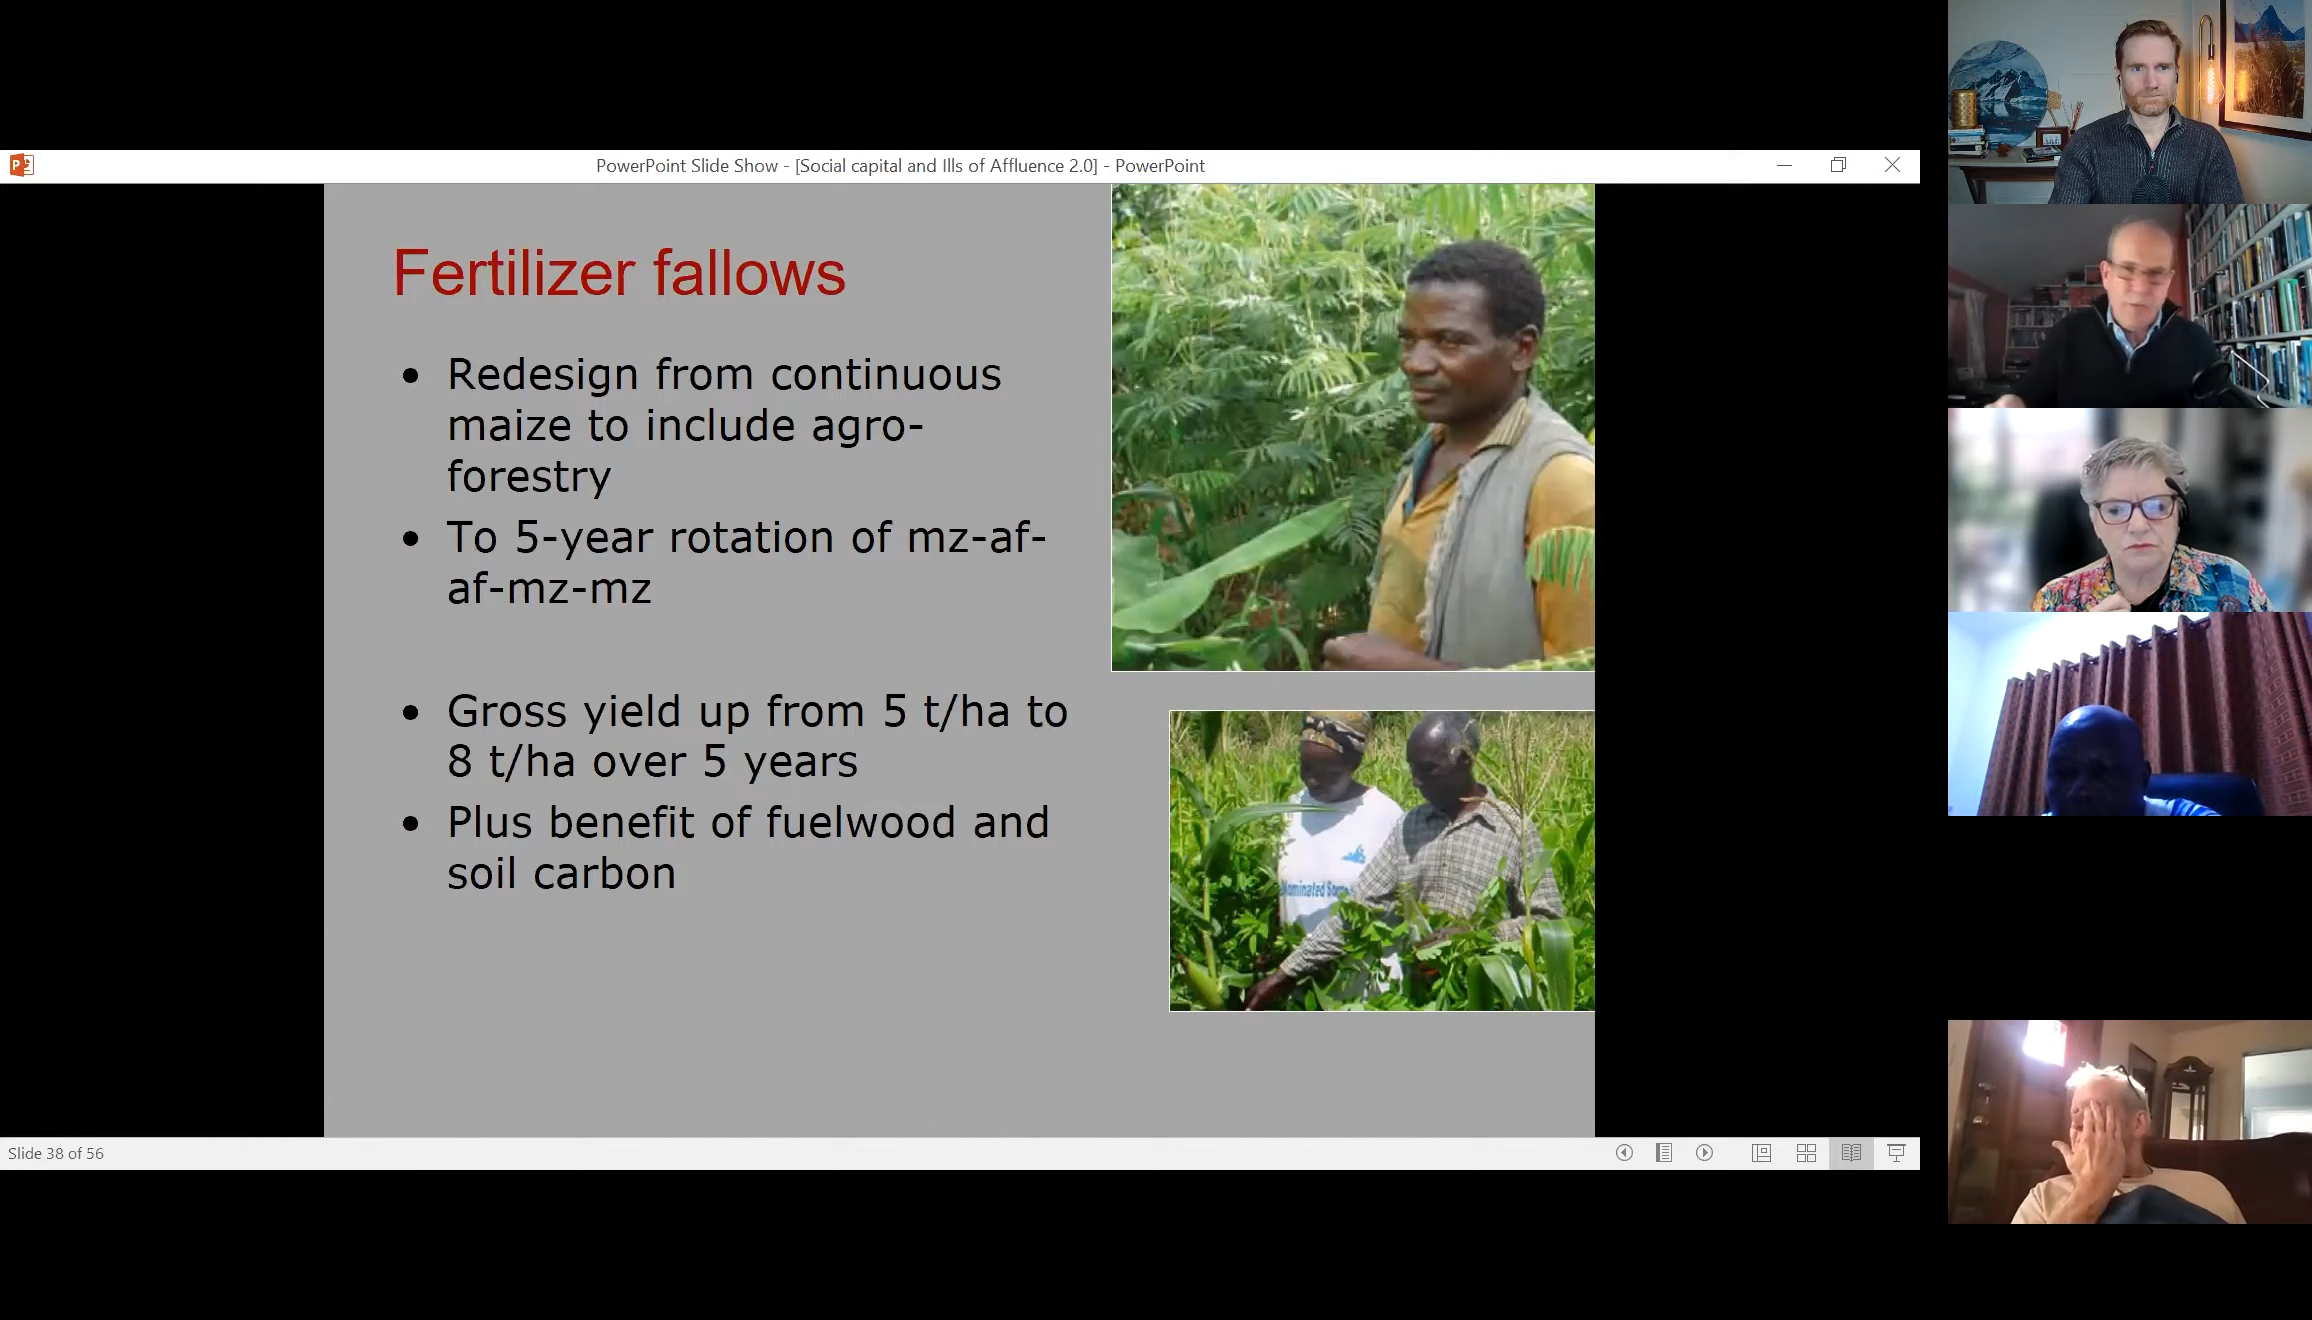 PowerPoint Slide Show - [Social capital and Ills of Affluence 2.0] - PowerPoint
Fertilizer fallows
• Redesign from continuous
maize to include agro-
forestry
• To 5-year rotation of mz-af-
af-mz-mz
• Gross yield up from 5 t/ha to
8 t/ha over 5 years
• Plus benefit of fuelwood and
soil carbon
Slide 38 of 56